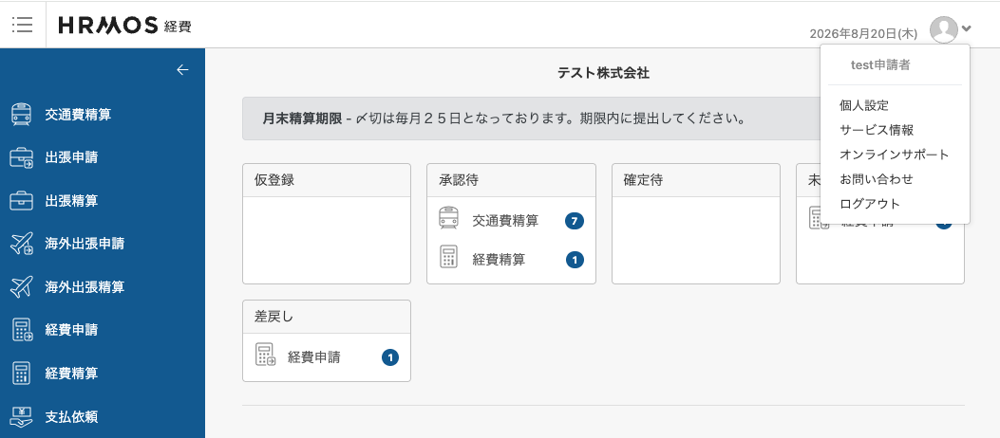 HRMOS 経費
2026年8月20日(木)
test申請者
個人設定
サービス情報
オンラインサポート
お問い合わせ
ログアウト
交通費精算
出張申請
出張精算
海外出張申請
海外出張精算
経費申請
経費精算
支払依頼
テスト株式会社
月末精算期限 - 〆切は毎月２５日となっております。期限内に提出してください。
仮登録
承認待
交通費精算 7
経費精算 1
確定待
未
差戻し
経費申請 1